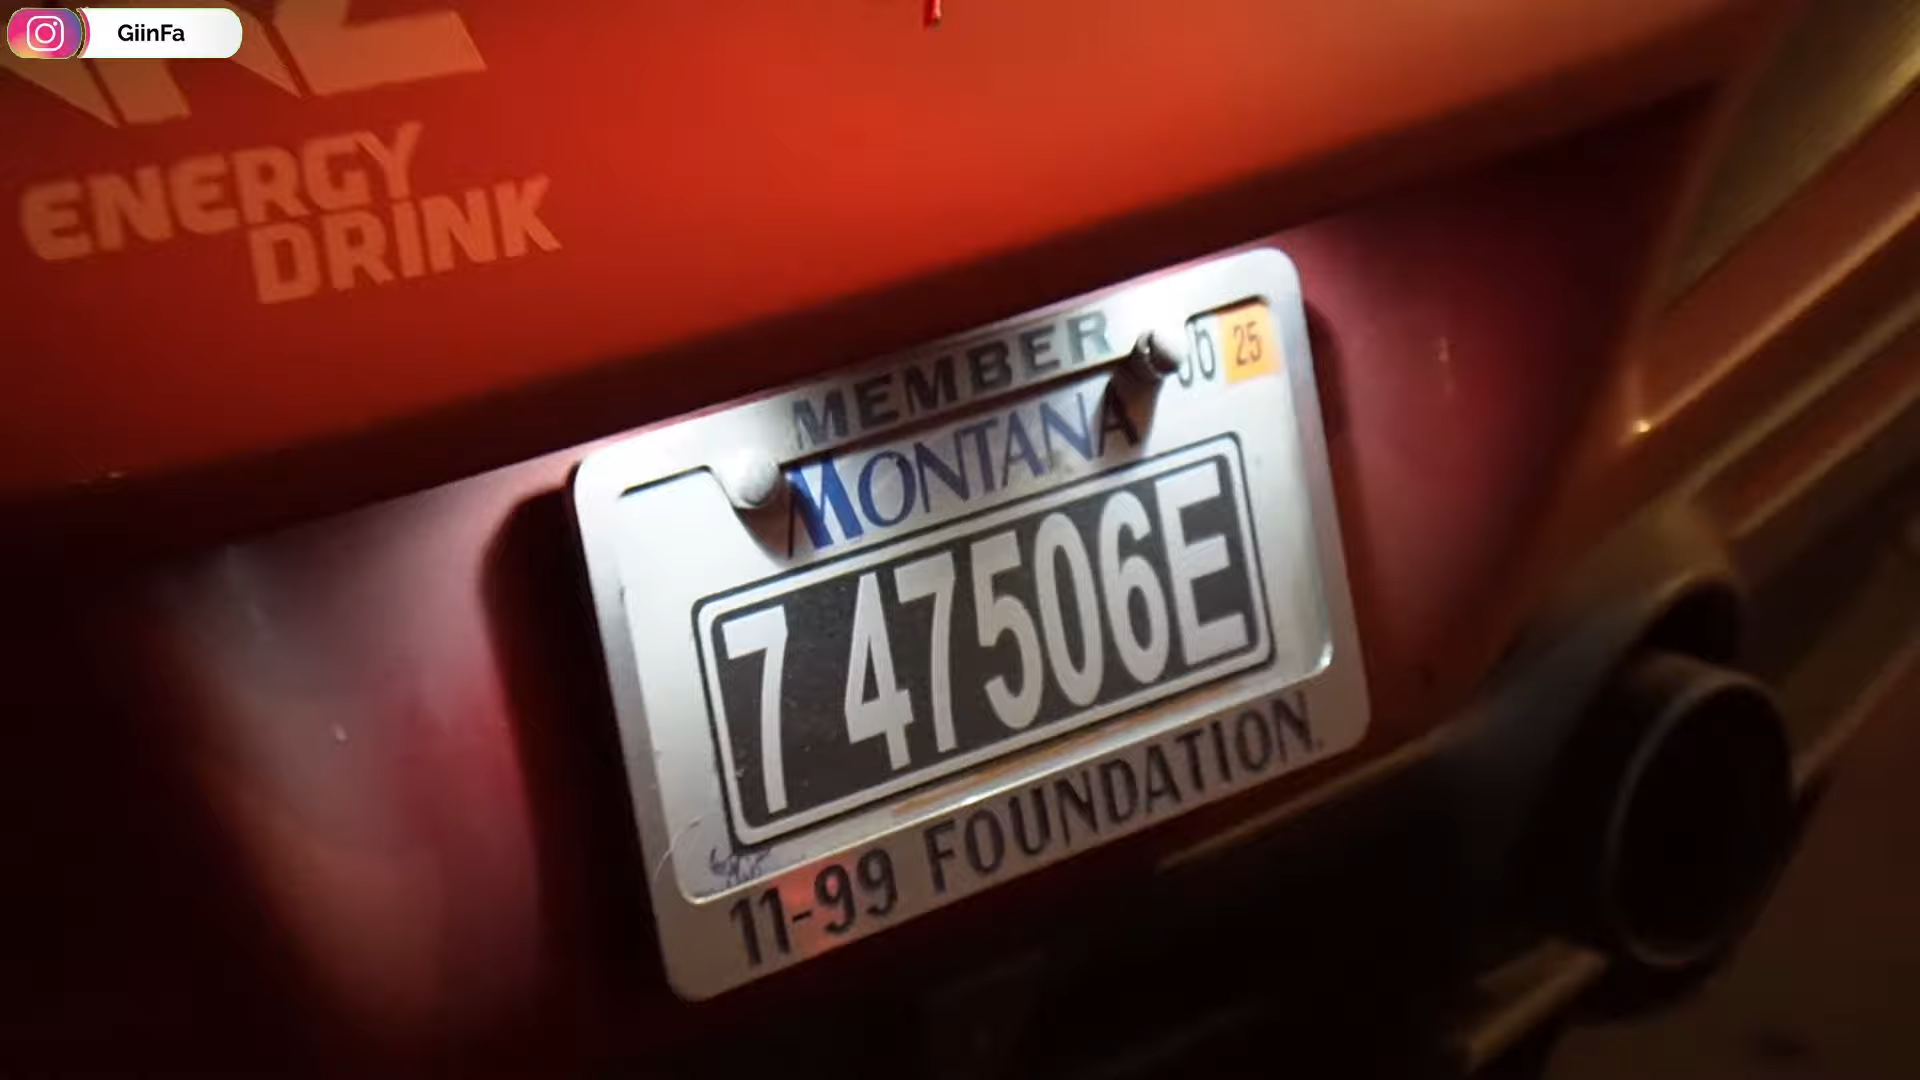 GiinFa
ENERGY
DRINK
MEMBER
25
MONTANA
7 47506E
11-99 FOUNDATION.